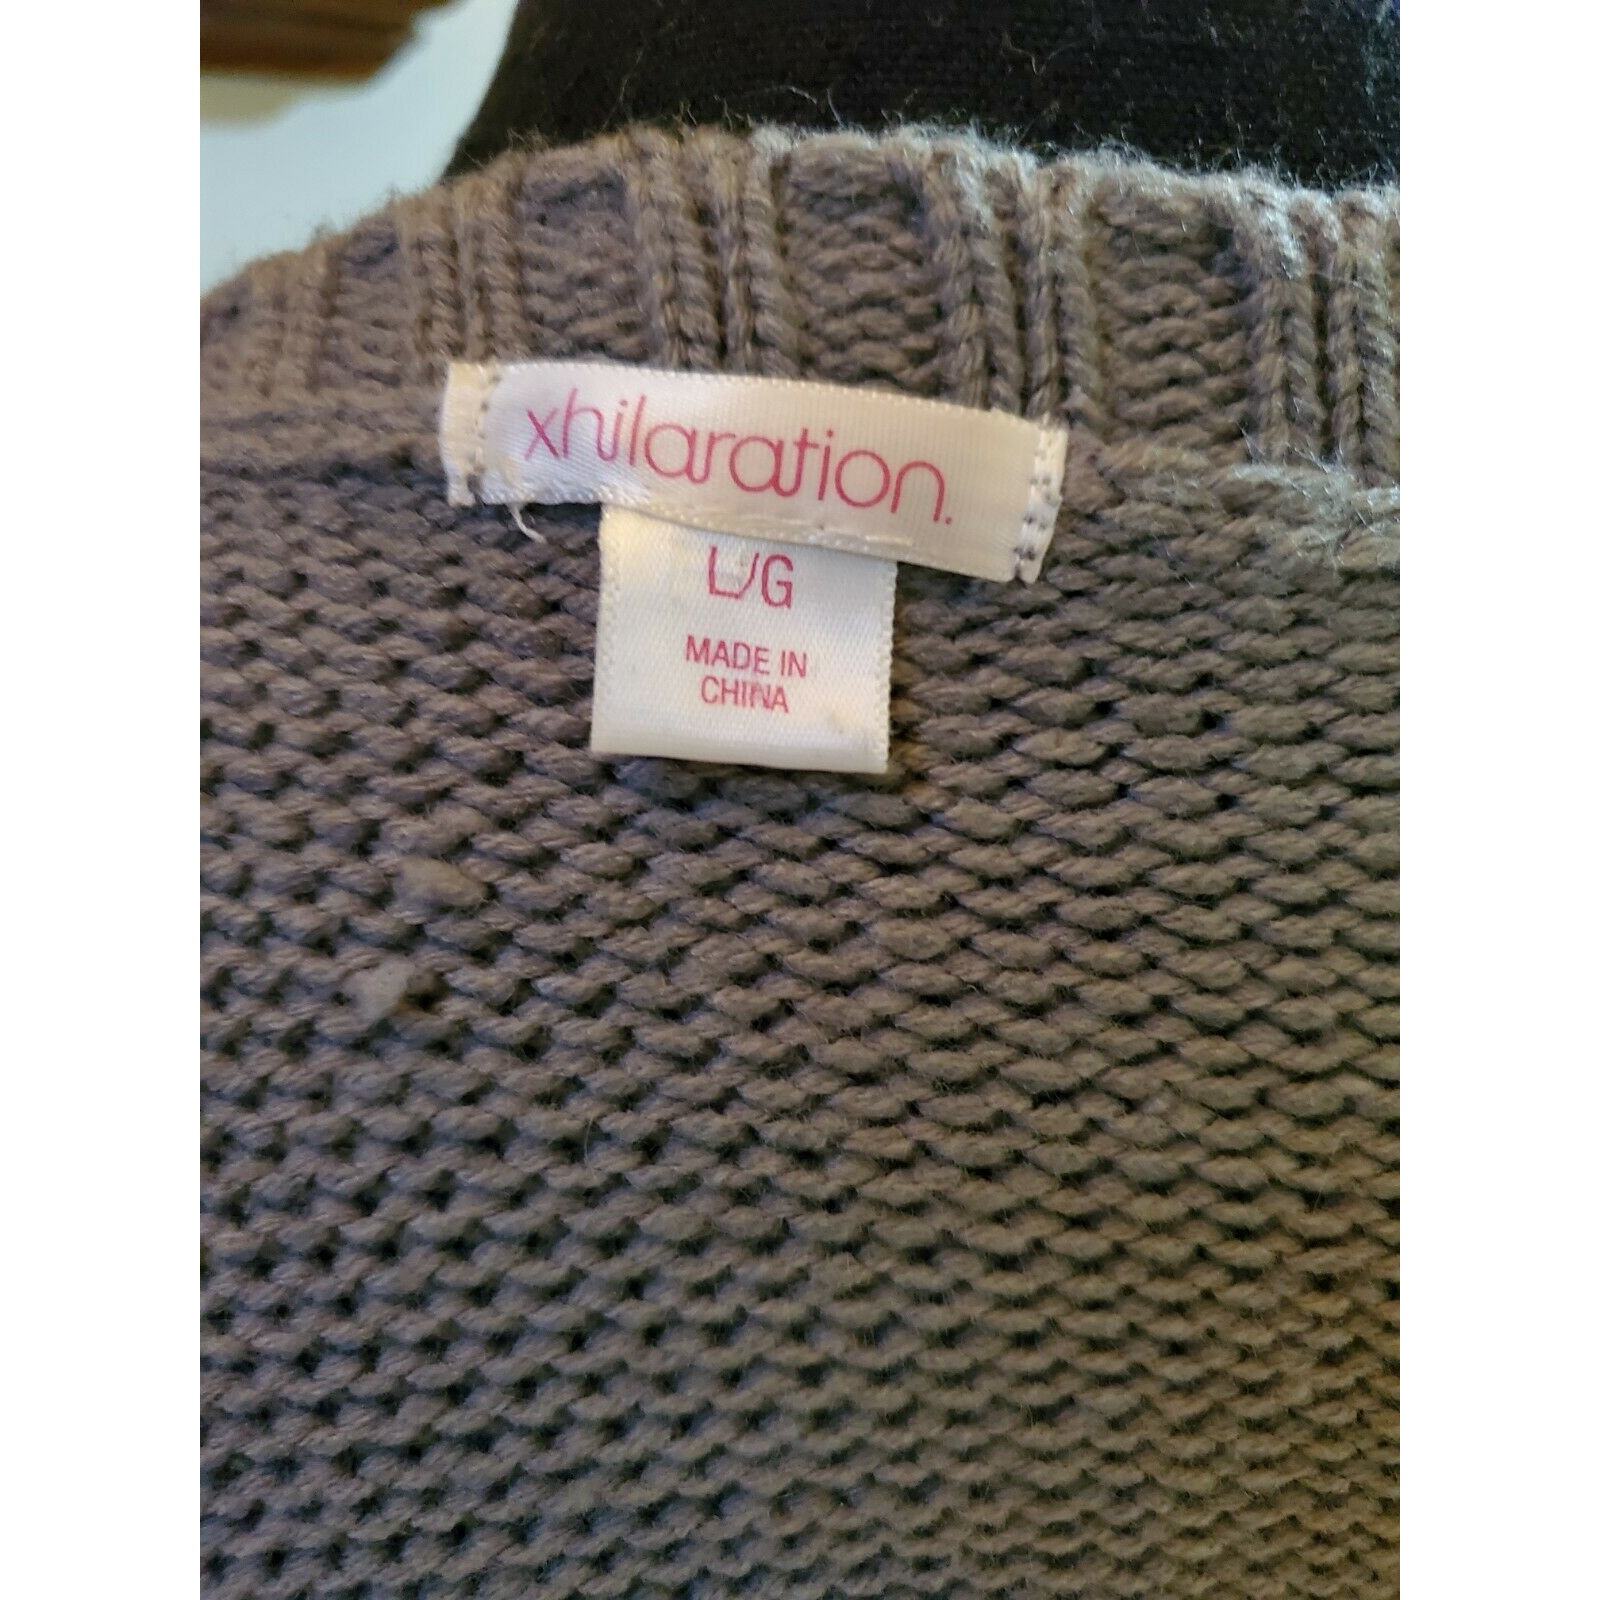 xhilaration.
L/G
MADE IN
CHINA